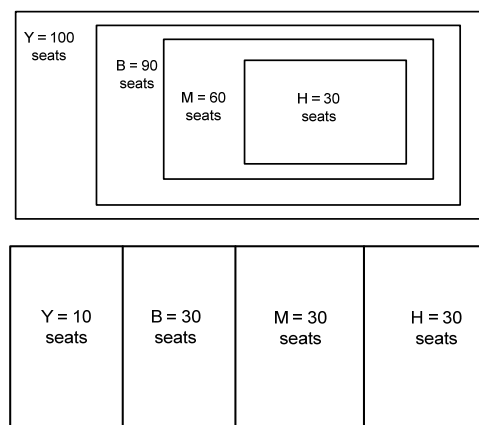 Y = 100
seats
B = 90
seats
M = 60
seats
H = 30
seats
Y = 10
seats
B = 30
seats
M = 30
seats
H = 30
seats